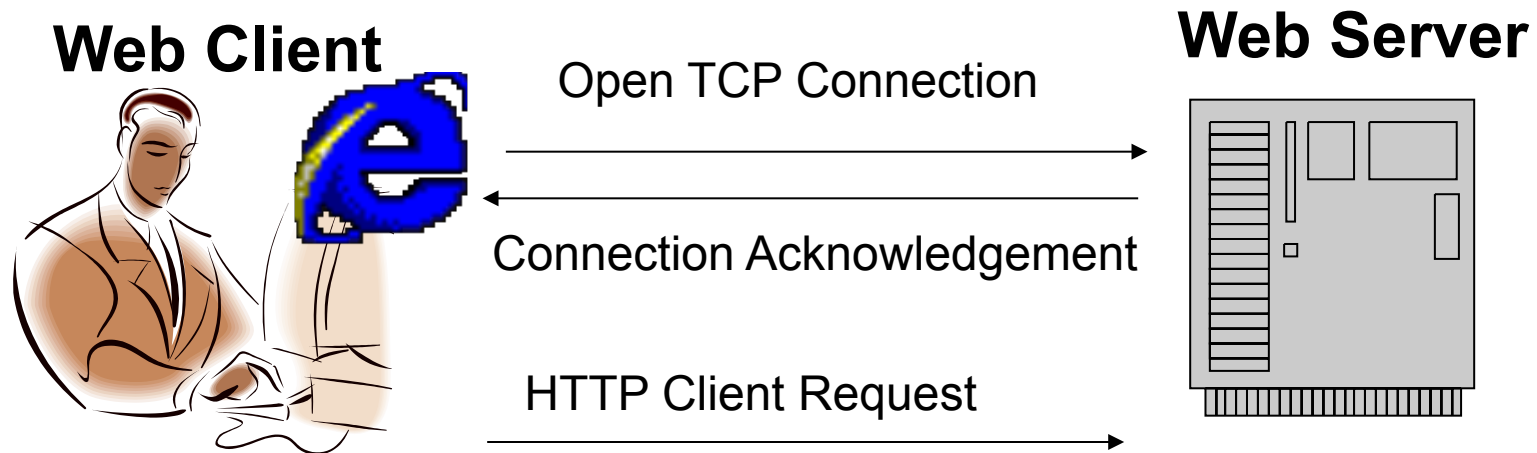 Web Client
Web Server
Open TCP Connection
Connection Acknowledgement
HTTP Client Request